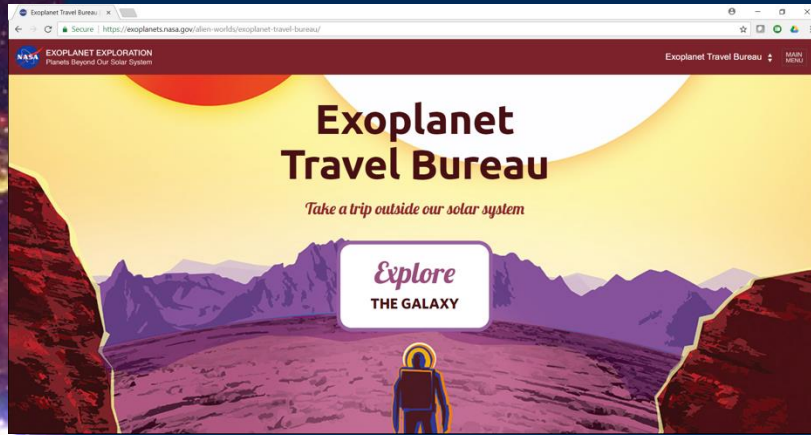 Exoplanet Travel Bureau
Secure | https://exoplanets.nasa.gov/alien-worlds/exoplanet-travel-bureau/
NASA
EXOPLANET EXPLORATION
Planets Beyond Our Solar System
Exoplanet Travel Bureau
MAIN
MENU
Exoplanet
Travel Bureau
Take a trip outside our solar system
Explore
THE GALAXY